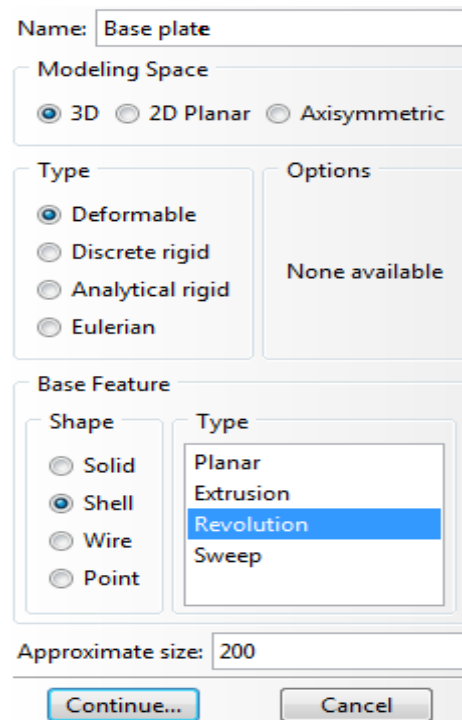 Name: Base plate
Modeling Space
3D 2D Planar Axisymmetric
Type
Deformable
Discrete rigid
Analytical rigid
Eulerian
Options
None available
Base Feature
Shape
Solid
Shell
Wire
Point
Type
Planar
Extrusion
Revolution
Sweep
Approximate size: 200
Continue... Cancel